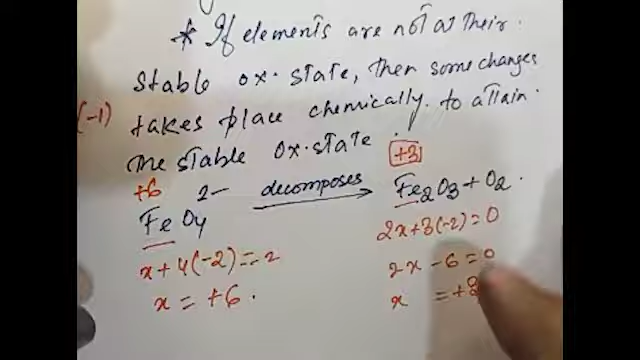 * If elements are not at their
stable ox. state, then some changes
(-1)
takes place chemically. to attain
the stable ox. state.
+6 2- decomposes +3
FeO4 → Fe2O3 + O2.
x + 4(-2) = 2
x = +6.
2x + 3(-2) = 0
2x - 6 = 0
x = +3